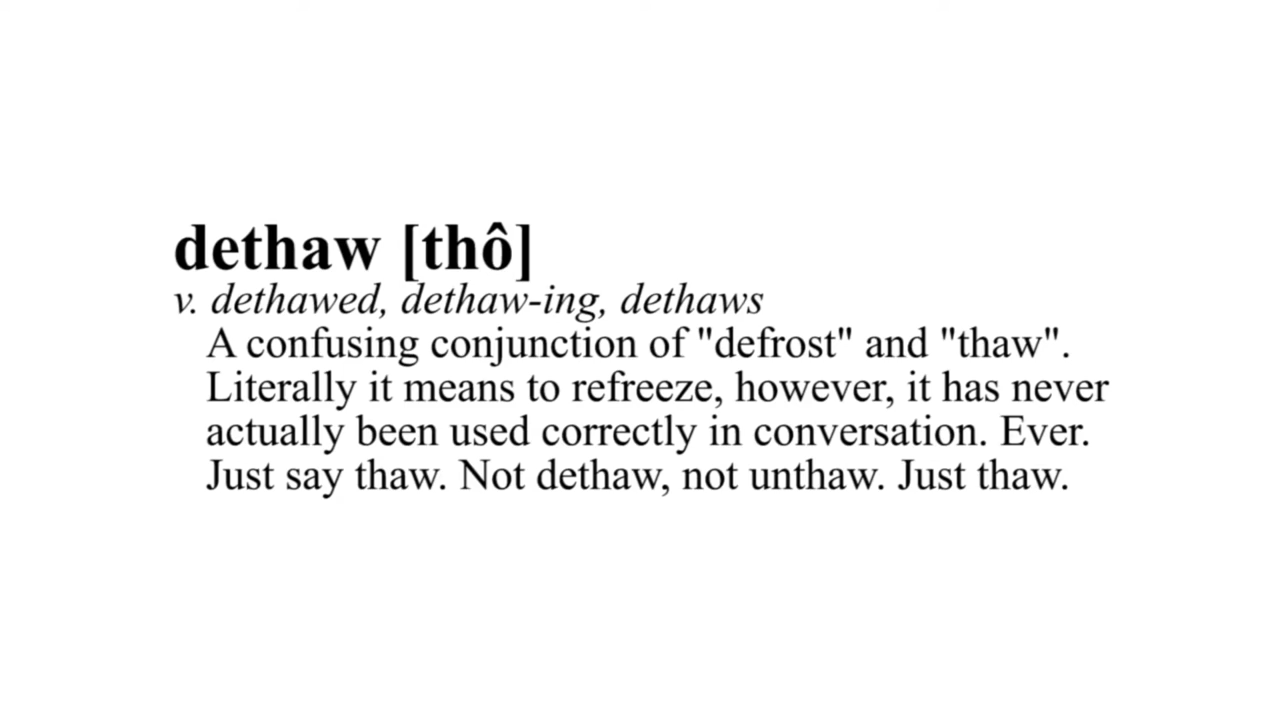 dethaw [thô]
v. dethawed, dethaw-ing, dethaws
A confusing conjunction of "defrost" and "thaw".
Literally it means to refreeze, however, it has never
actually been used correctly in conversation. Ever.
Just say thaw. Not dethaw, not unthaw. Just thaw.